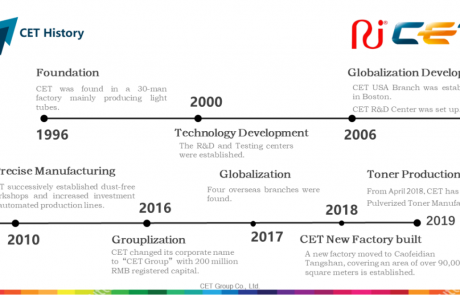 CET History
Foundation
CET was found in a 30-man
factory mainly producing light
tubes.
1996
2000
Technology Development
The R&D and Testing centers
were established.
Globalization Develop
CET USA Branch was estab
in Boston.
CET R&D Center was set up
2006
Precise Manufacturing
T successively established dust-free
rkshops and increased investment
automated production lines.
2010
2016
Grouplization
CET changed its corporate name
to "CET Group" with 200 million
RMB registered capital.
Globalization
Four overseas branches were
found.
2017
2018
CET New Factory built
A new factory moved to Caofeidian
Tangshan, covering an area of over 90,00
square meters is established.
Toner Production
From April 2018, CET has
Pulverized Toner Manufa
2019
CET Group Co., Ltd